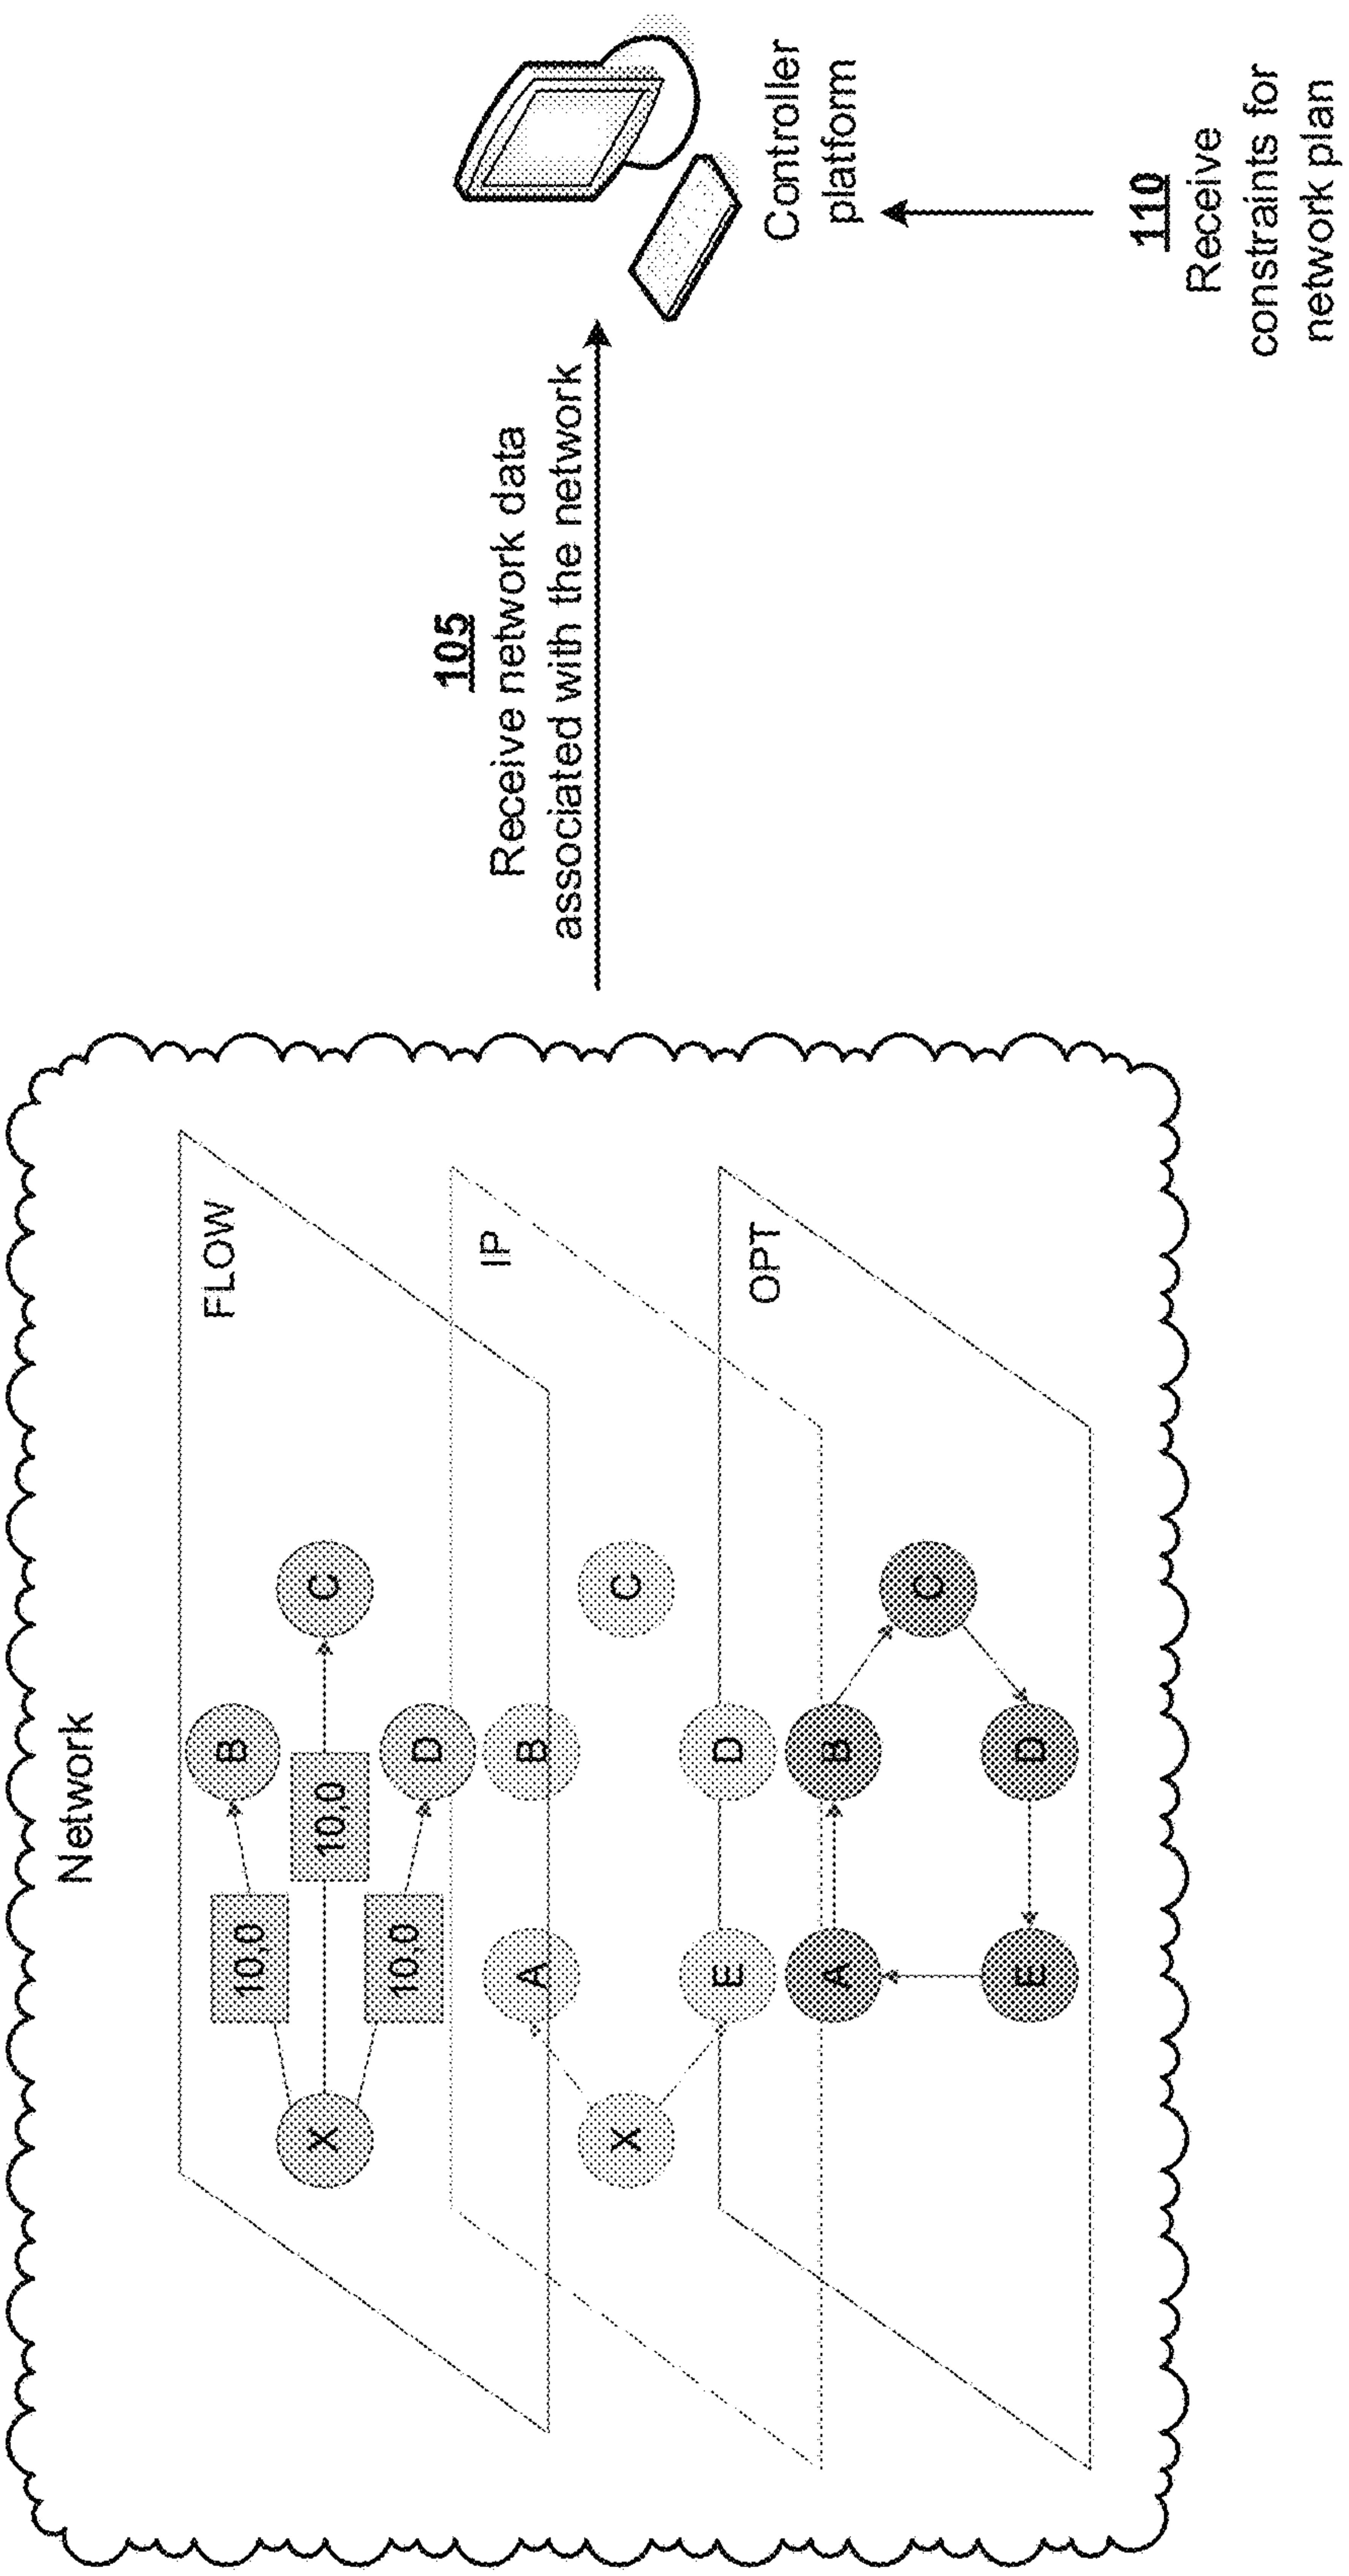 Network
FLOW
B
10,0
X
10,0
C
10,0
D
IP
A
B
X
C
E
D
OPT
A
B
C
E
D
105
Receive network data
associated with the network
Controller
platform
110
Receive
constraints for
network plan